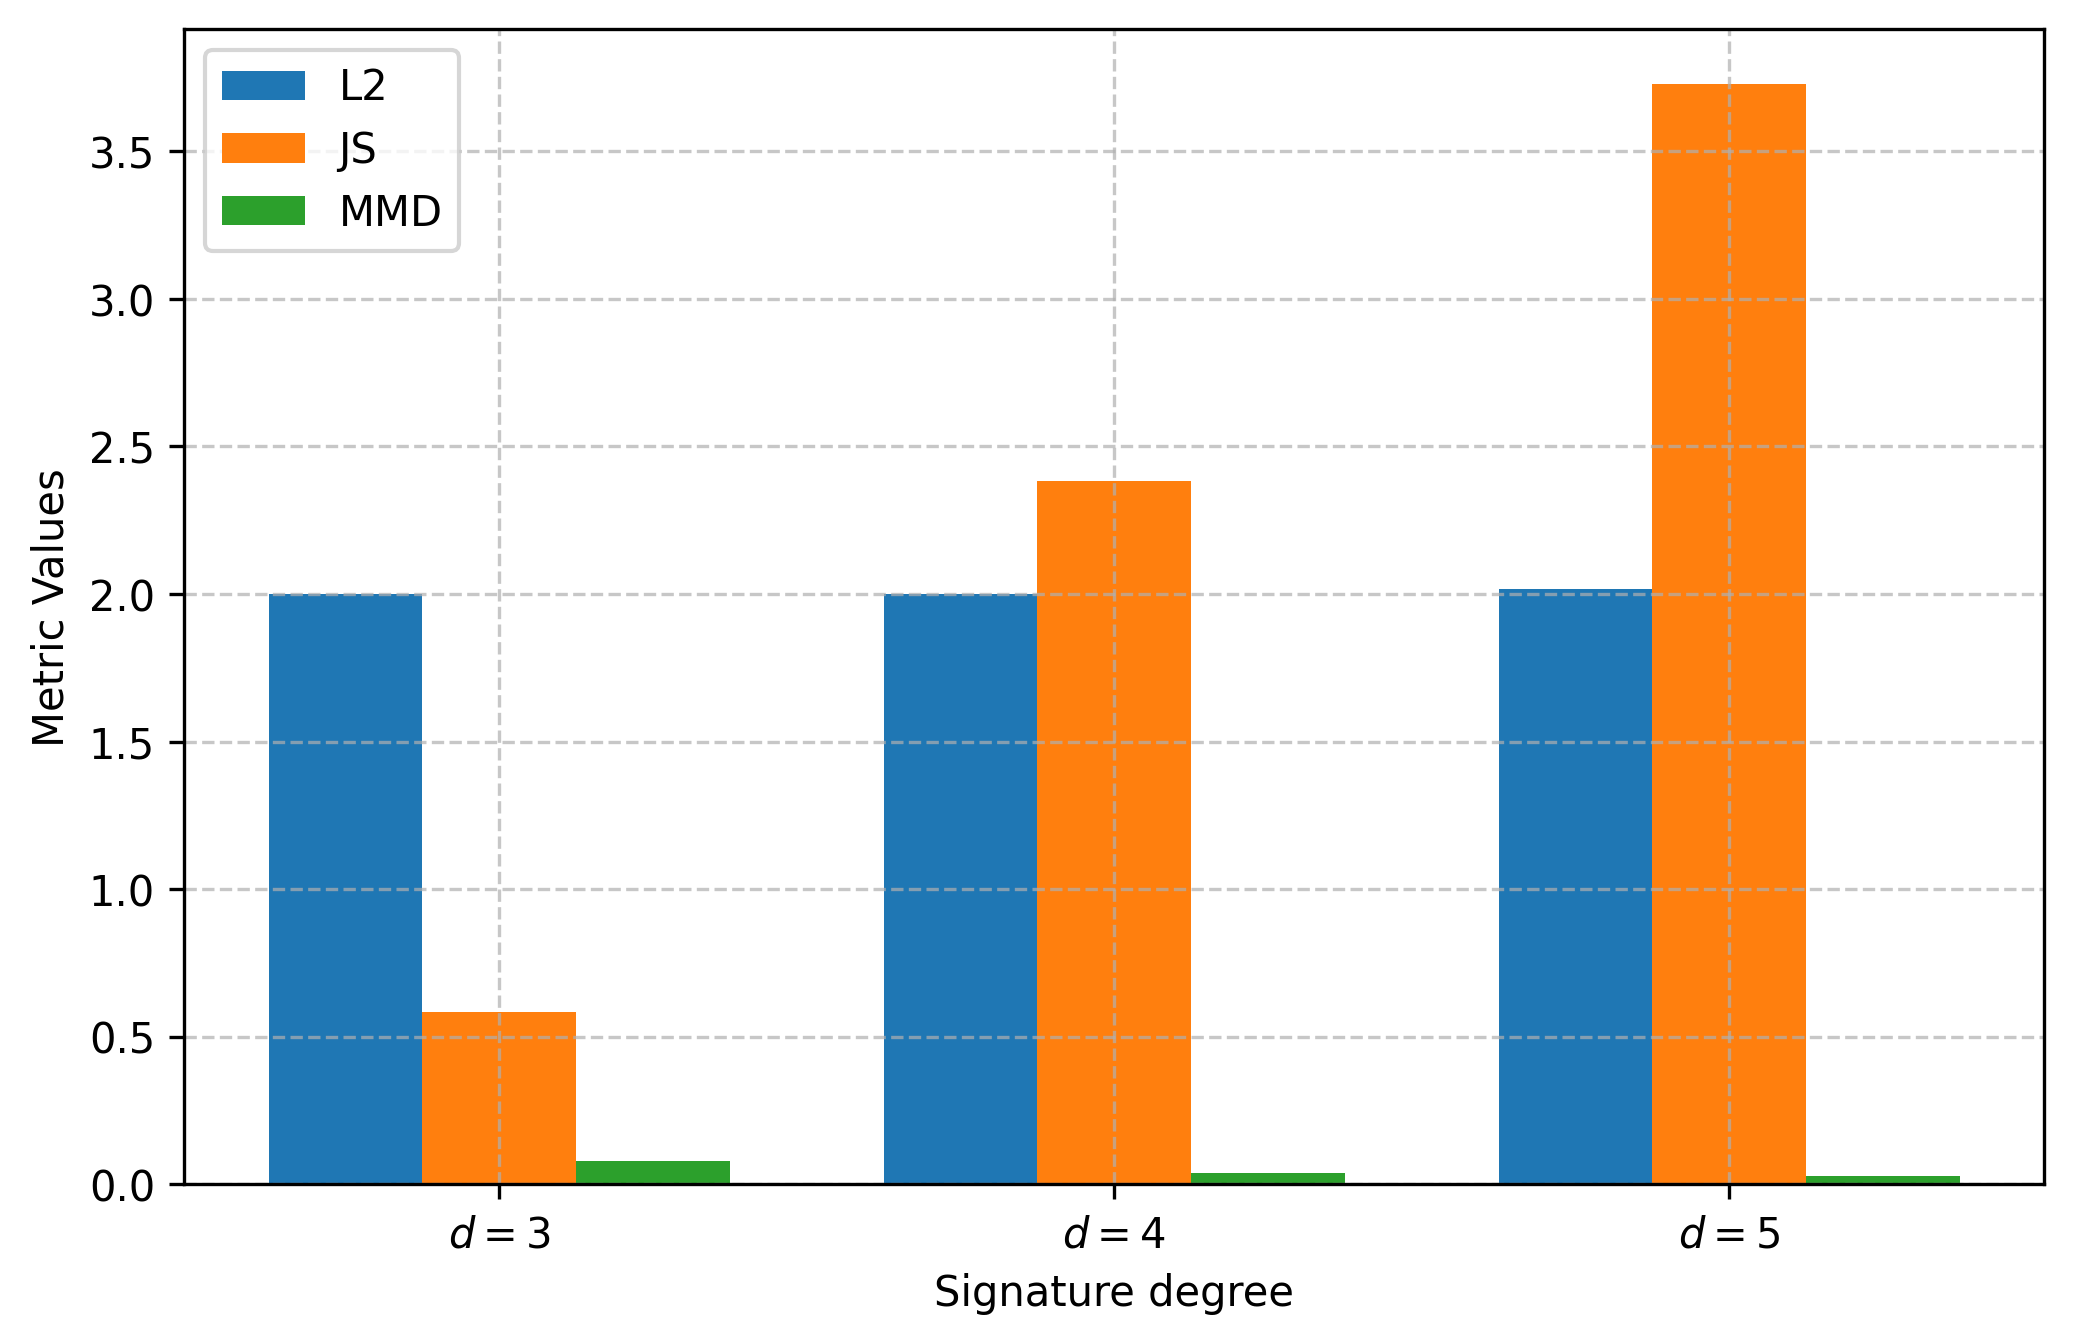 L2
JS
MMD
3.5
3.0
2.5
2.0
1.5
1.0
0.5
0.0
Metric Values
d = 3
d = 4
d = 5
Signature degree